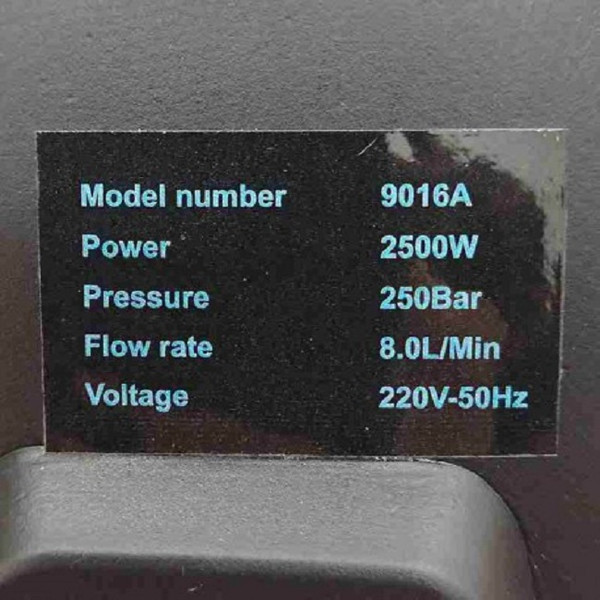 Model number 9016A
Power 2500W
Pressure 250Bar
Flow rate 8.0L/Min
Voltage 220V-50Hz